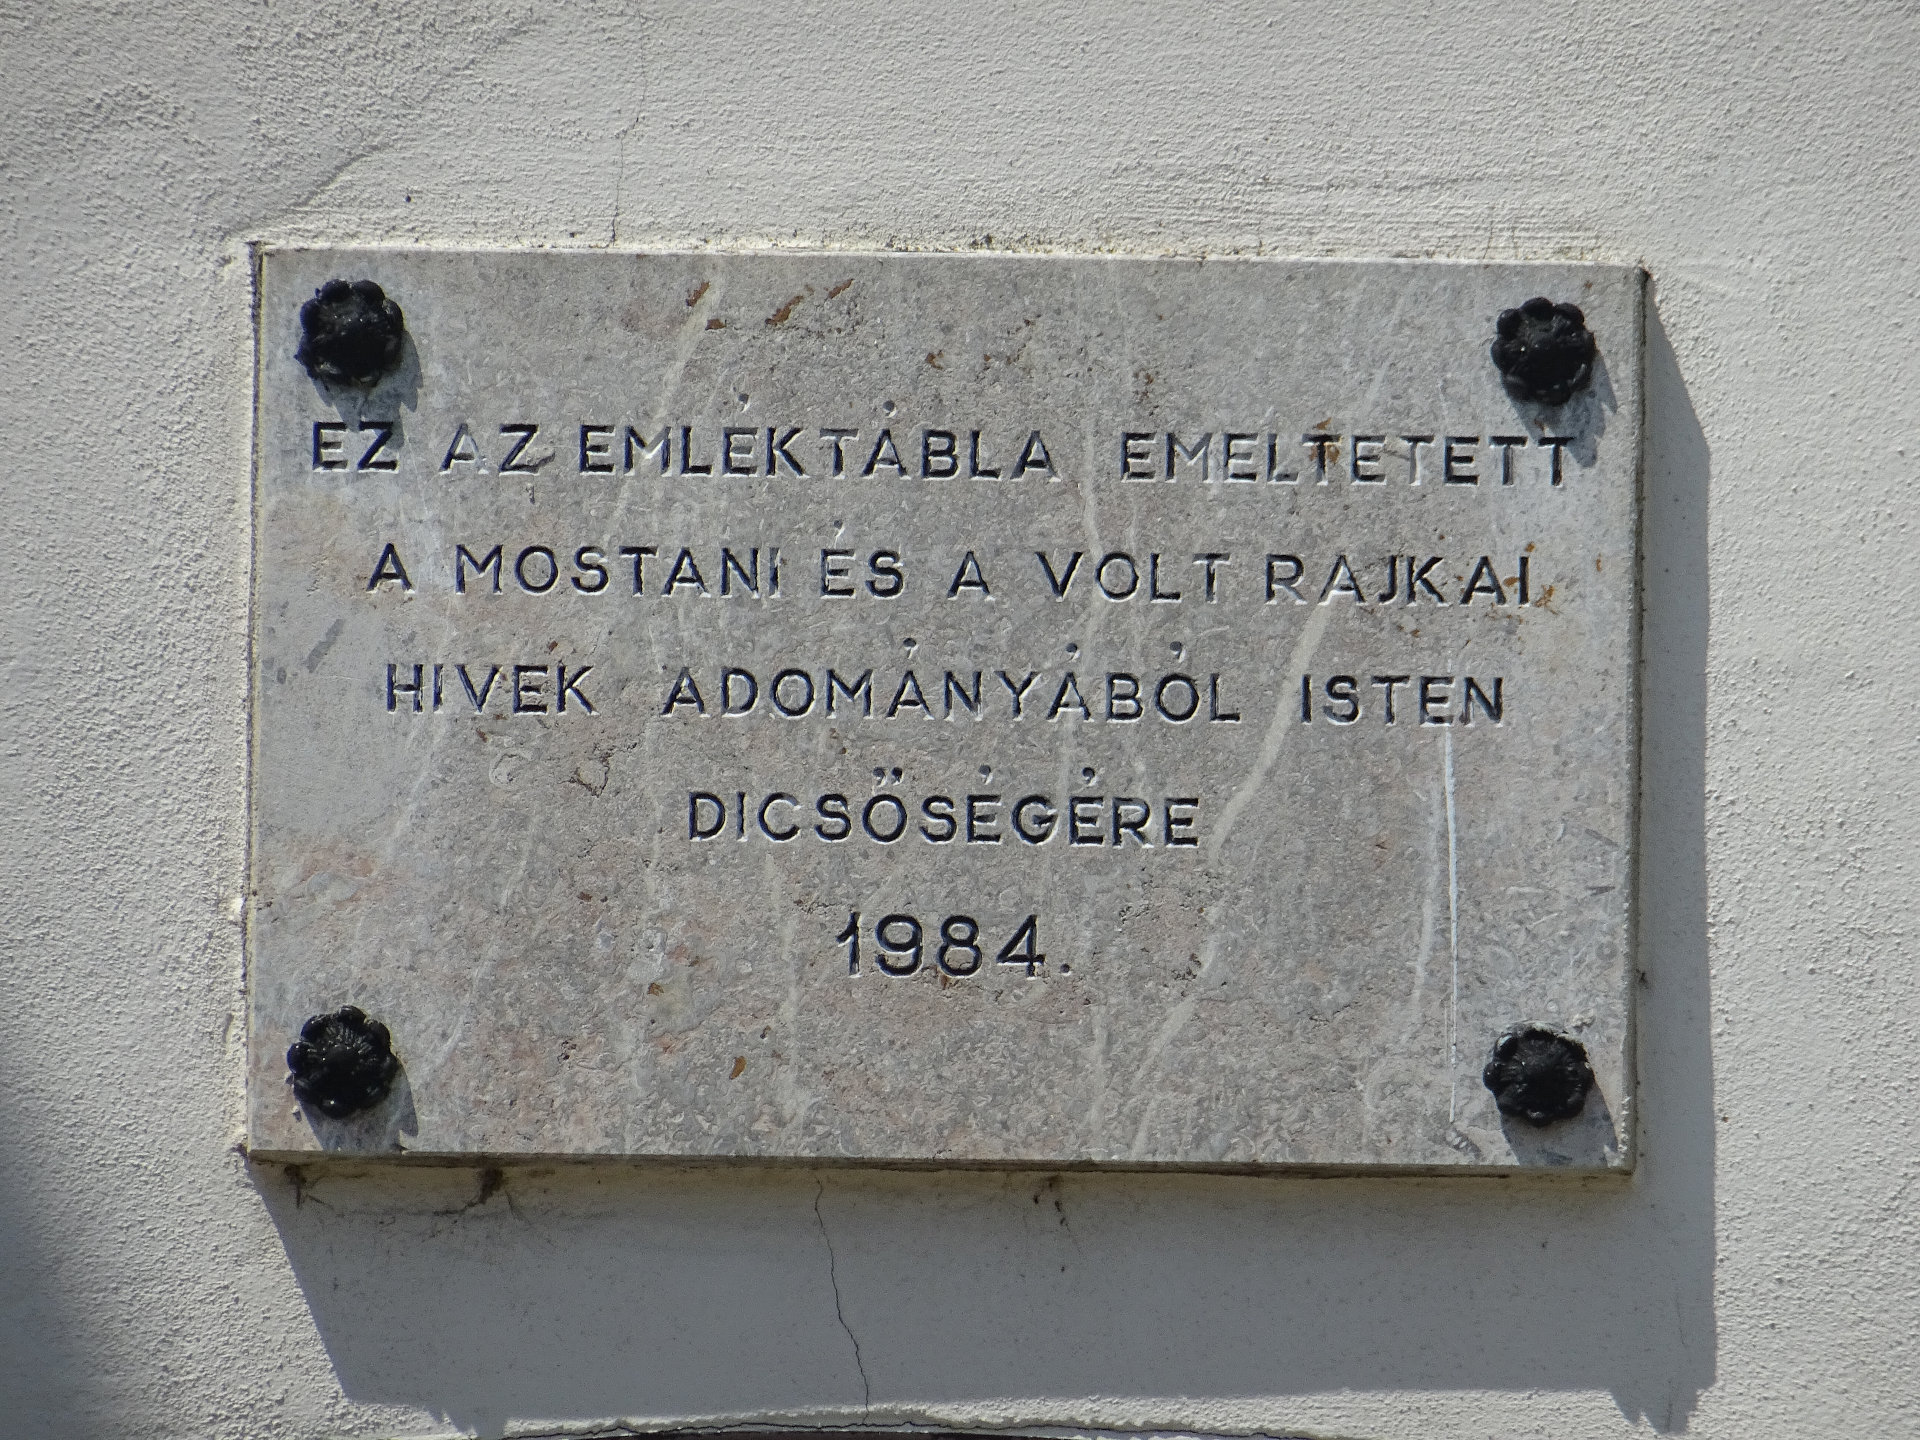 EZ AZ EMLÉKTÁBLA EMELTETETT
A MOSTANI ÉS A VOLT RAJKAI
HIVEK ADOMÁNYÁBÓL ISTEN
DICSŐSÉGÉRE
1984.